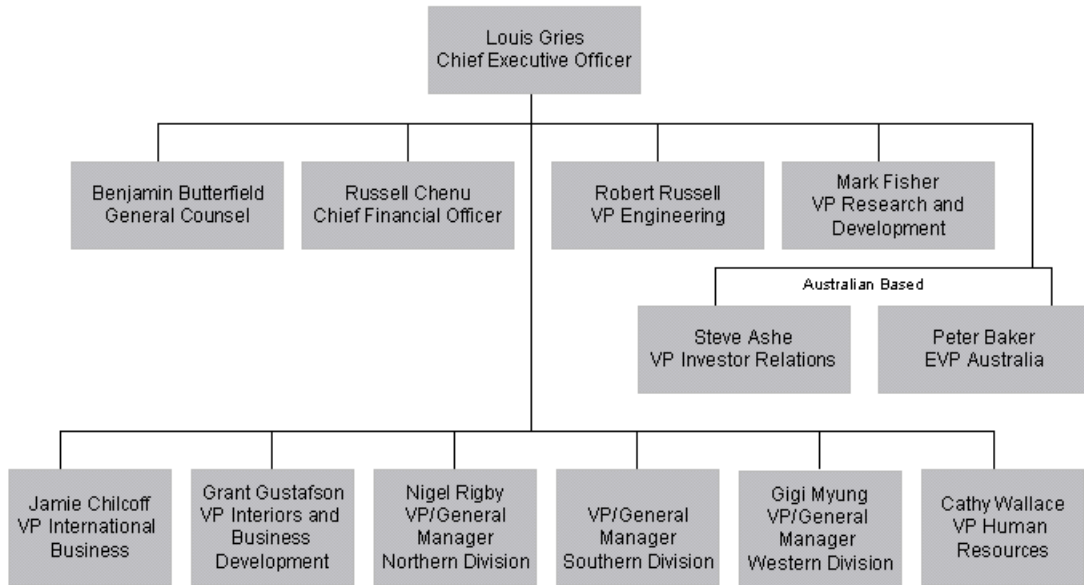 Louis Gries
Chief Executive Officer
Benjamin Butterfield
General Counsel
Russell Chenu
Chief Financial Officer
Robert Russell
VP Engineering
Mark Fisher
VP Research and
Development
Australian Based
Steve Ashe
VP Investor Relations
Peter Baker
EVP Australia
Jamie Chilcoff
VP International
Business
Grant Gustafson
VP Interiors and
Business
Development
Nigel Rigby
VP/General
Manager
Northern Division
VP/General
Manager
Southern Division
Gigi Myung
VP/General
Manager
Western Division
Cathy Wallace
VP Human
Resources